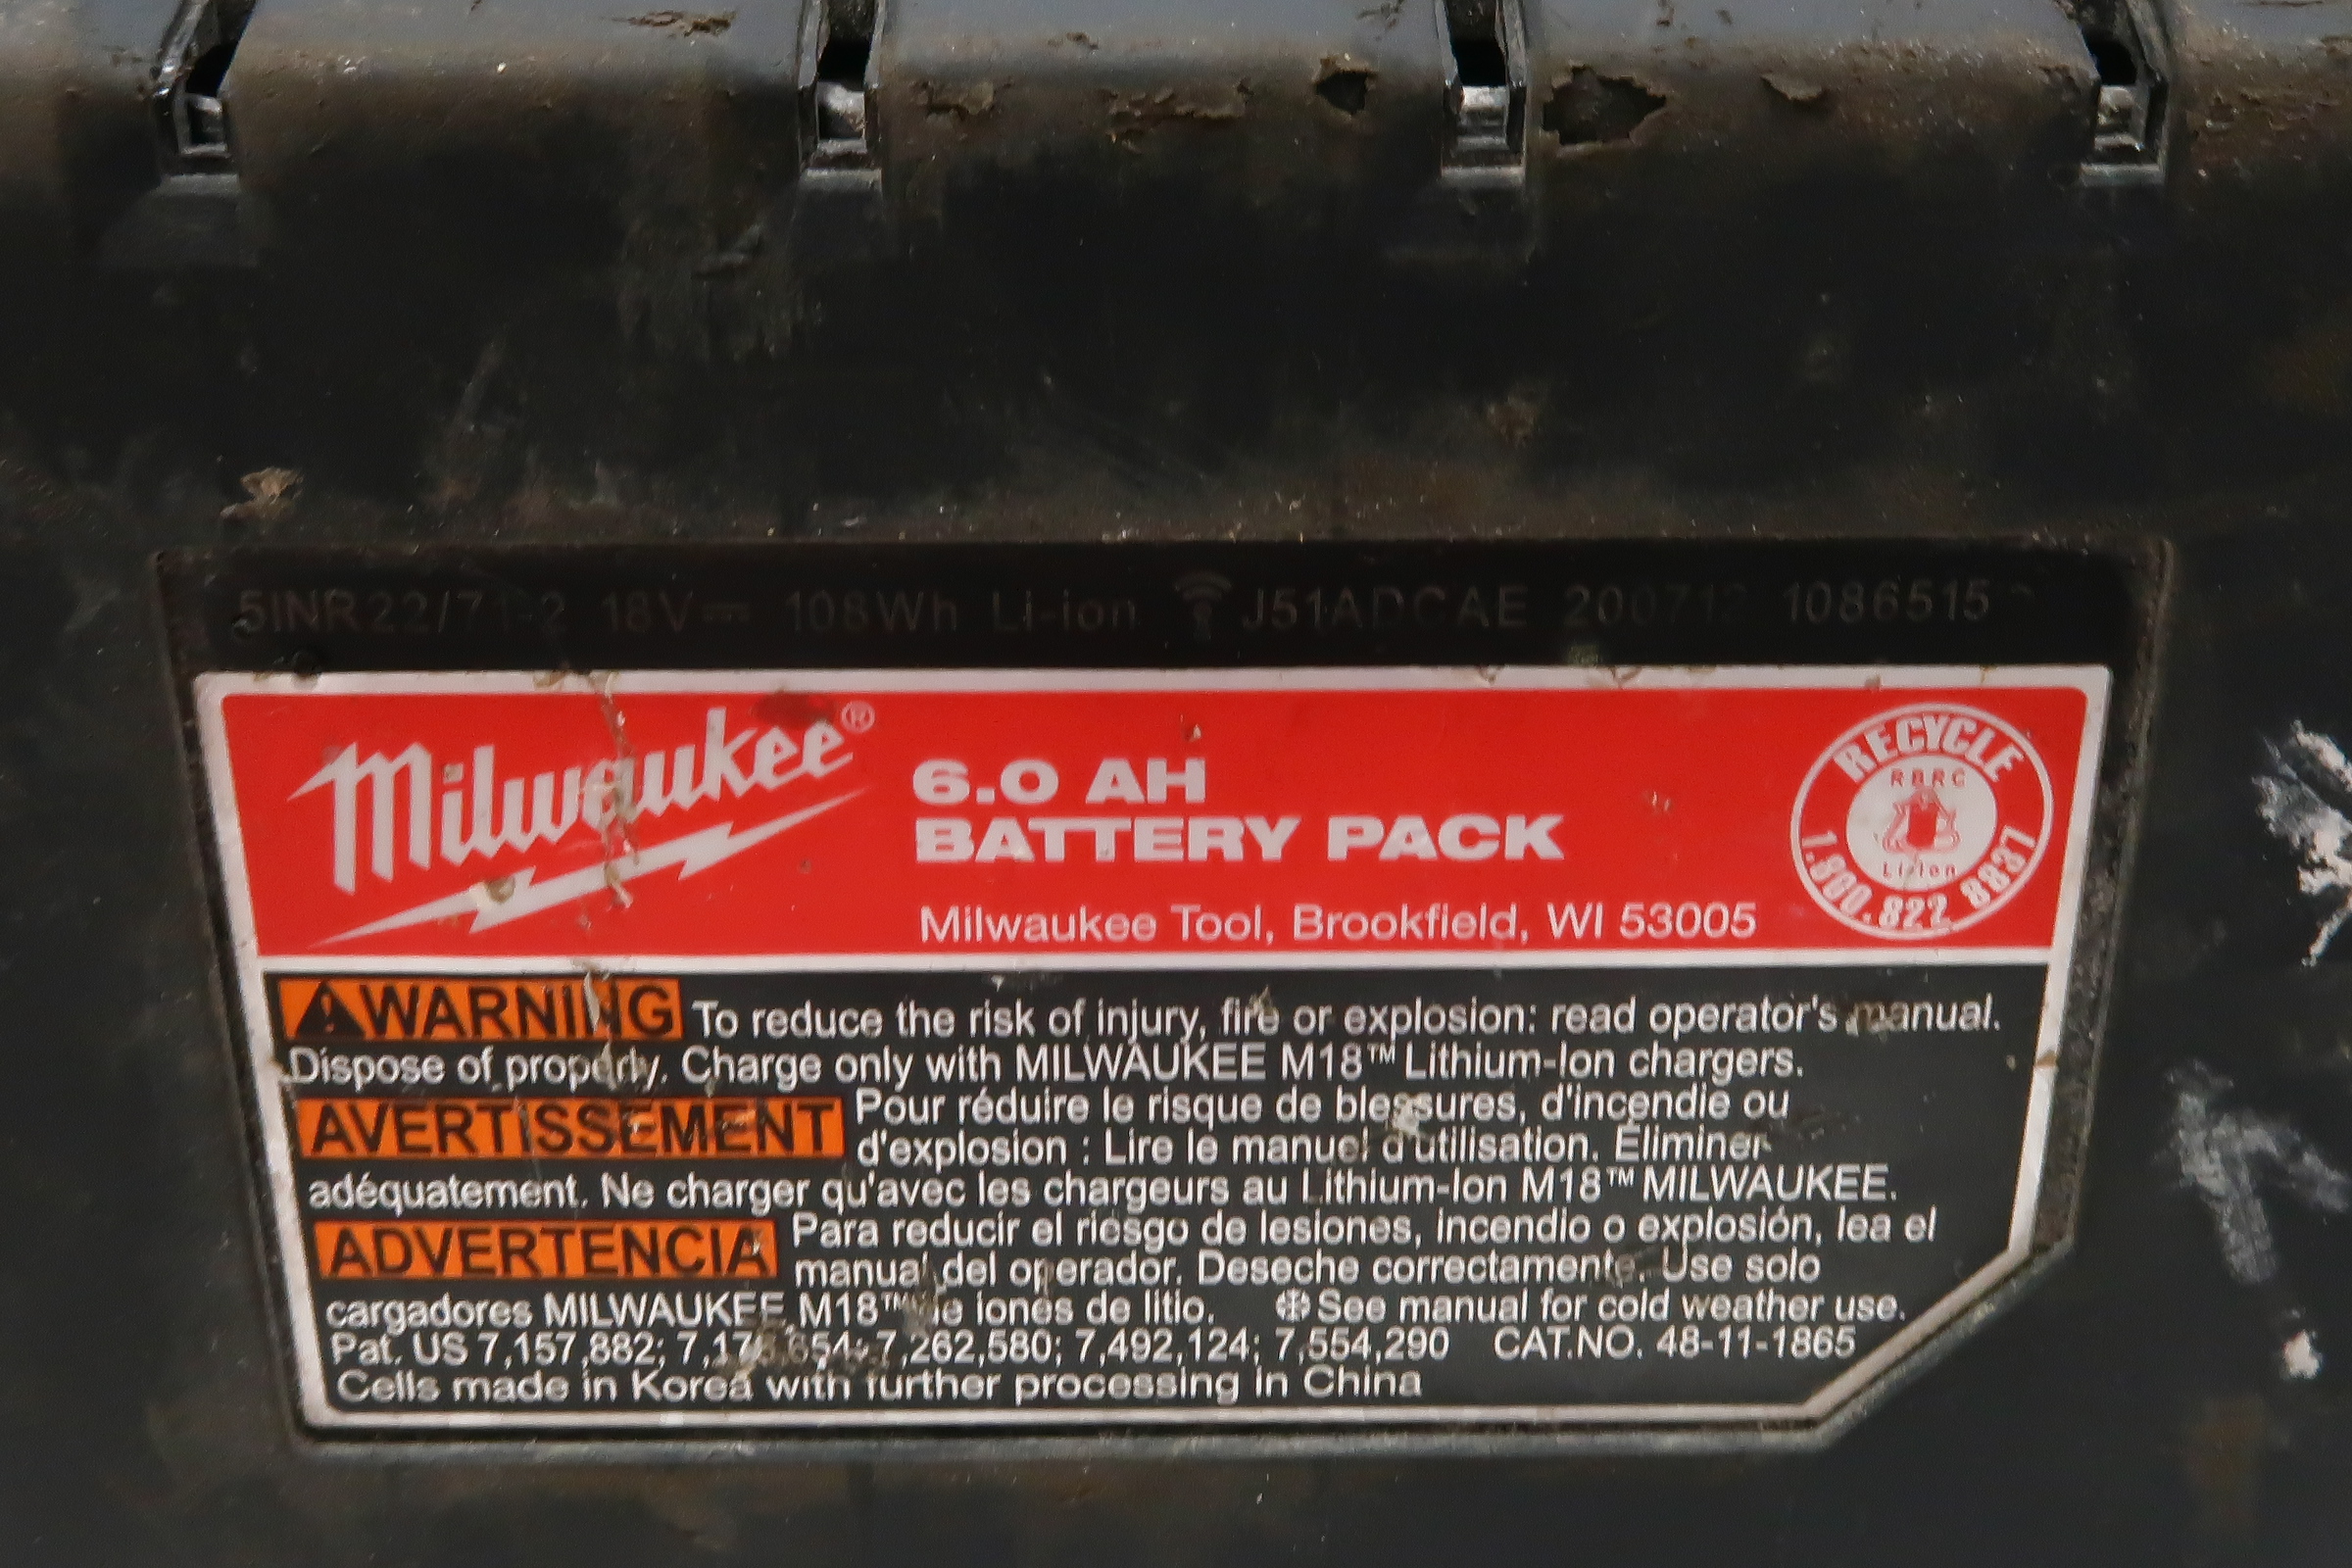 5INR22/71-2 18V⎓ 108Wh Li-ion J51ADCAE 1086515
Milwaukee®
6.0 AH
BATTERY PACK
Milwaukee Tool, Brookfield, WI 53005
RECYCLE
RBRC
Li-Ion
1.800.822.8837
⚠WARNING To reduce the risk of injury, fire or explosion: read operator's manual.
Dispose of properly. Charge only with MILWAUKEE M18™ Lithium-Ion chargers.
AVERTISSEMENT Pour réduire le risque de blessures, d'incendie ou
d'explosion : Lire le manuel d'utilisation. Éliminer
adéquatement. Ne charger qu'avec les chargeurs au Lithium-Ion M18™ MILWAUKEE.
ADVERTENCIA Para reducir el riesgo de lesiones, incendio o explosión, lea el
manual del operador. Deseche correctamente. Use solo
cargadores MILWAUKEE M18™ de iones de litio. See manual for cold weather use.
Pat. US 7,157,882; 7,262,580; 7,492,124; 7,554,290 CAT.NO. 48-11-1865
Cells made in Korea with further processing in China